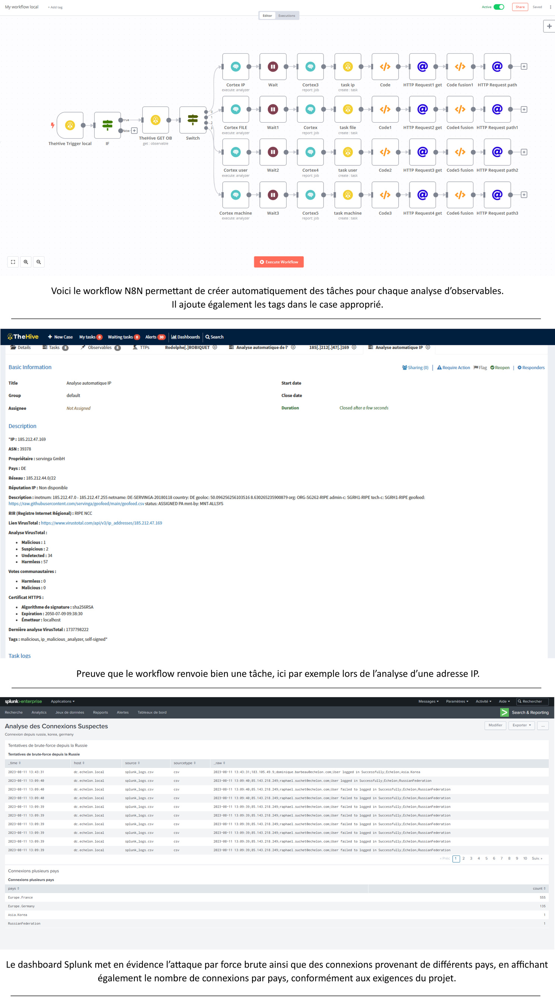 My workflow local + Add tag Active Share Saved
Editor Executions
Cortex IP Wait Cortex3 task ip Code HTTP Request1 get Code fusion1 HTTP Request path
execute: analyzer report: job create : task
0
1
2
3
true
false
TheHive Trigger local IF TheHive GET OB Switch
get : observable
Cortex FILE Wait1 Cortex task file Code1 HTTP Request2 get Code4 fusion HTTP Request path1
execute: analyzer report: job create : task
Cortex user Wait2 Cortex4 task user Code2 HTTP Request3 get Code5 fusion HTTP Request path2
execute: analyzer report: job create : task
Cortex machine Wait3 Cortex5 task machine Code3 HTTP Request4 get Code6 fusion HTTP Request path3
execute: analyzer report: job create : task
Execute Workflow
Voici le workflow N8N permettant de créer automatiquement des tâches pour chaque analyse d’observables.
Il ajoute également les tags dans le case approprié.
TheHive + New Case My tasks 0 Waiting tasks 0 Alerts 30 Dashboards Search
Details Tasks 8 Observables 8 TTPs Rodolphe[.]ROBIQUET Analyse automatique de l' 185[.]212[.]47[.]169 Analyse automatique IP
Basic Information Sharing (0) | Require Action Flag Reopen | Responders
Title Analyse automatique IP Start date
Group default Close date
Assignee Not Assigned Duration Closed after a few seconds
Description
"IP : 185.212.47.169
ASN : 39378
Propriétaire : servinga GmbH
Pays : DE
Réseau : 185.212.44.0/22
Réputation IP : Non disponible
Description : inetnum: 185.212.47.0 - 185.212.47.255 netname: DE-SERVINGA-20180118 country: DE geoloc: 50.096256256103516 8.630265235900879 org: ORG-SG262-RIPE admin-c: SGRH1-RIPE tech-c: SGRH1-RIPE geofeed:
https://raw.githubusercontent.com/servinga/geofeed/main/geofeed.csv status: ASSIGNED PA mnt-by: MNT-ALLSYS
RIR (Registre Internet Régional) : RIPE NCC
Lien VirusTotal : https://www.virustotal.com/api/v3/ip_addresses/185.212.47.169
Analyse VirusTotal :
• Malicious : 1
• Suspicious : 2
• Undetected : 34
• Harmless : 57
Votes communautaires :
• Harmless : 0
• Malicious : 0
Certificat HTTPS :
• Algorithme de signature : sha256RSA
• Expiration : 2050-07-09 09:38:30
• Émetteur : localhost
Dernière analyse VirusTotal : 1737798222
Tags : malicious, ip_malicious_analyzer, self-signed"
Task logs
Preuve que le workflow renvoie bien une tâche, ici par exemple lors de l’analyse d’une adresse IP.
splunk>enterprise Applications Messages Paramètres Activité Aide Rechercher
Recherche Analytics Jeux de données Rapports Alertes Tableaux de bord Search & Reporting
Analyse des Connexions Suspectes Modifier Exporter ...
Connexion depuis russia, korea, germany
Tentatives de brute-force depuis la Russie
Tentatives de brute-force depuis la Russie
_time host source sourcetype _raw
2023-08-11 13:43:31 dc.echelon.local splunk_logs.csv csv 2023-08-11 13:43:31;183.105.49.9;dominique.barbeau@echelon.com;User logged in Successfully;Echelon;Asia.Korea
2023-08-11 13:09:40 dc.echelon.local splunk_logs.csv csv 2023-08-11 13:09:40;85.143.218.249;raphael.suchet@echelon.com;User logged in Successfully;Echelon;RussianFederation
2023-08-11 13:09:40 dc.echelon.local splunk_logs.csv csv 2023-08-11 13:09:40;85.143.218.249;raphael.suchet@echelon.com;User failed to logged in Successfully;Echelon;RussianFederation
2023-08-11 13:09:40 dc.echelon.local splunk_logs.csv csv 2023-08-11 13:09:40;85.143.218.249;raphael.suchet@echelon.com;User failed to logged in Successfully;Echelon;RussianFederation
2023-08-11 13:09:39 dc.echelon.local splunk_logs.csv csv 2023-08-11 13:09:39;85.143.218.249;raphael.suchet@echelon.com;User failed to logged in Successfully;Echelon;RussianFederation
2023-08-11 13:09:39 dc.echelon.local splunk_logs.csv csv 2023-08-11 13:09:39;85.143.218.249;raphael.suchet@echelon.com;User failed to logged in Successfully;Echelon;RussianFederation
2023-08-11 13:09:39 dc.echelon.local splunk_logs.csv csv 2023-08-11 13:09:39;85.143.218.249;raphael.suchet@echelon.com;User failed to logged in Successfully;Echelon;RussianFederation
2023-08-11 13:09:39 dc.echelon.local splunk_logs.csv csv 2023-08-11 13:09:39;85.143.218.249;raphael.suchet@echelon.com;User failed to logged in Successfully;Echelon;RussianFederation
2023-08-11 13:09:39 dc.echelon.local splunk_logs.csv csv 2023-08-11 13:09:39;85.143.218.249;raphael.suchet@echelon.com;User failed to logged in Successfully;Echelon;RussianFederation
2023-08-11 13:09:39 dc.echelon.local splunk_logs.csv csv 2023-08-11 13:09:39;85.143.218.249;raphael.suchet@echelon.com;User failed to logged in Successfully;Echelon;RussianFederation
« Préc 1 2 3 4 5 6 7 8 9 10 Suiv. »
Connexions plusieurs pays
Connexions plusieurs pays
pays count
Europe.France 555
Europe.Germany 135
Asia.Korea 1
RussianFederation 1
Le dashboard Splunk met en évidence l’attaque par force brute ainsi que des connexions provenant de différents pays, en affichant
également le nombre de connexions par pays, conformément aux exigences du projet.